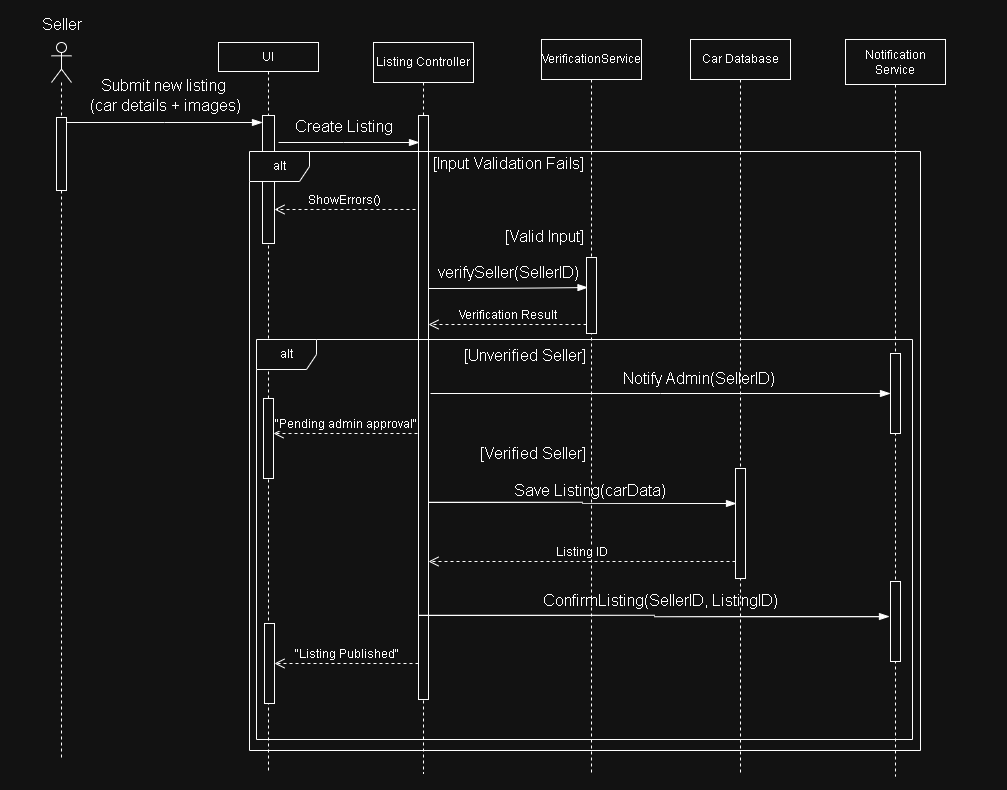 Seller
UI
Listing Controller
VerificationService
Car Database
Notification
Service
Submit new listing
(car details + images)
Create Listing
alt
[Input Validation Fails]
ShowErrors()
[Valid Input]
verifySeller(SellerID)
Verification Result
alt
[Unverified Seller]
Notify Admin(SellerID)
"Pending admin approval"
[Verified Seller]
Save Listing(carData)
Listing ID
ConfirmListing(SellerID, ListingID)
"Listing Published"